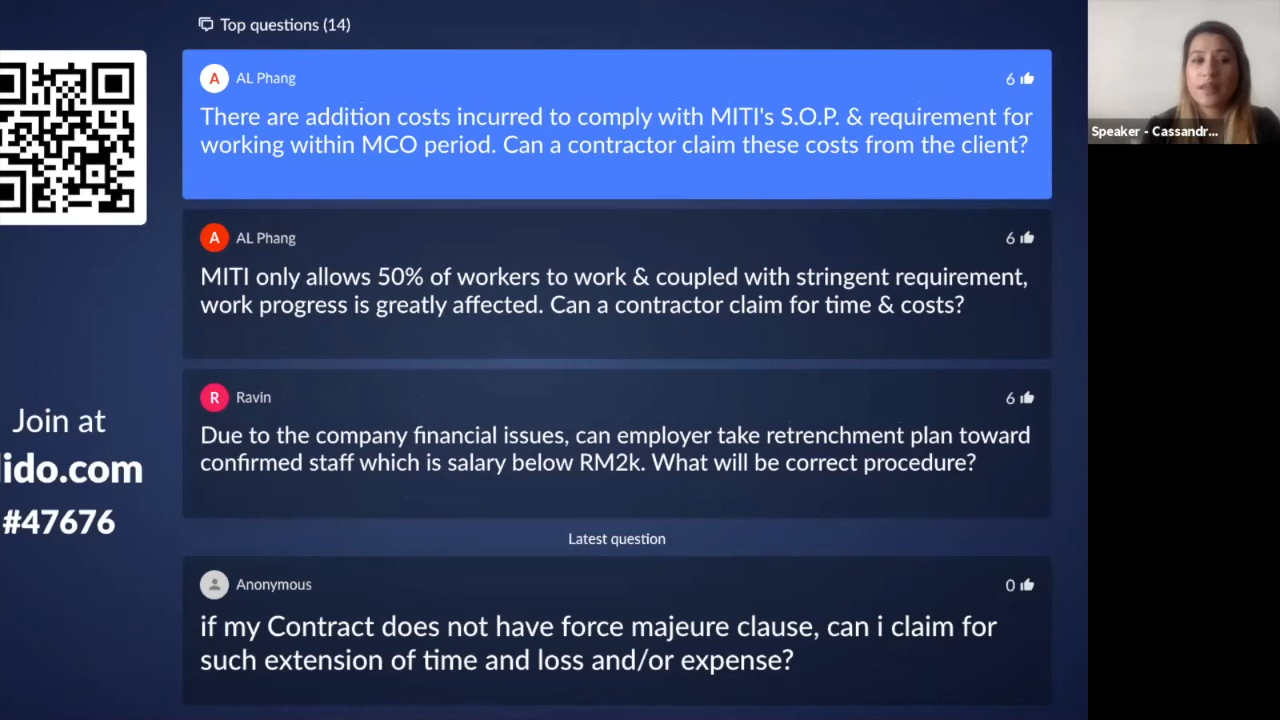 Top questions (14)
A AL Phang 6
There are addition costs incurred to comply with MITI's S.O.P. & requirement for
working within MCO period. Can a contractor claim these costs from the client?
A AL Phang 6
MITI only allows 50% of workers to work & coupled with stringent requirement,
work progress is greatly affected. Can a contractor claim for time & costs?
R Ravin 6
Due to the company financial issues, can employer take retrenchment plan toward
confirmed staff which is salary below RM2k. What will be correct procedure?
Latest question
Anonymous 0
if my Contract does not have force majeure clause, can i claim for
such extension of time and loss and/or expense?
Join at
lido.com
#47676
Speaker - Cassandr...